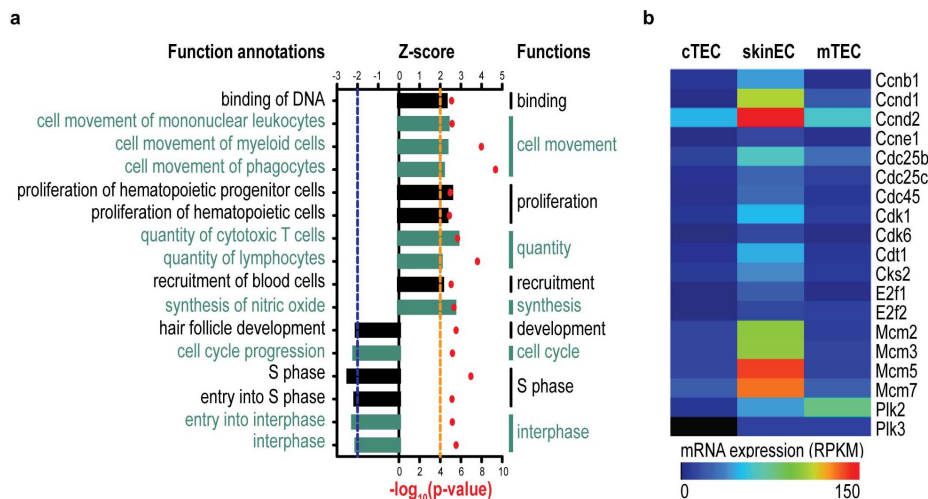 a
Function annotations Z-score Functions
-3 -2 -1 0 1 2 3 4 5
binding of DNA
cell movement of mononuclear leukocytes
cell movement of myeloid cells
cell movement of phagocytes
proliferation of hematopoietic progenitor cells
proliferation of hematopoietic cells
quantity of cytotoxic T cells
quantity of lymphocytes
recruitment of blood cells
synthesis of nitric oxide
hair follicle development
cell cycle progression
S phase
entry into S phase
entry into interphase
interphase
binding
cell movement
proliferation
quantity
recruitment
synthesis
development
cell cycle
S phase
interphase
0 2 4 6 8 10
-log10(p-value)
b
cTEC skinEC mTEC
Ccnb1
Ccnd1
Ccnd2
Ccne1
Cdc25b
Cdc25c
Cdc45
Cdk1
Cdk6
Cdt1
Cks2
E2f1
E2f2
Mcm2
Mcm3
Mcm5
Mcm7
Plk2
Plk3
mRNA expression (RPKM)
0 150